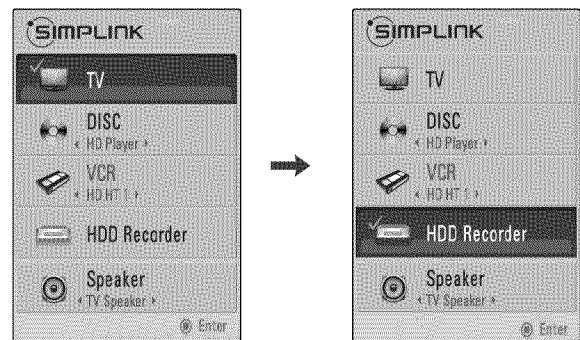 SIMPLINK
TV
DISC
◄ HD Player ►
VCR
◄ HD HT 1 ►
HDD Recorder
Speaker
◄ TV Speaker ►
◉ Enter
SIMPLINK
TV
DISC
◄ HD Player ►
VCR
◄ HD HT 1 ►
HDD Recorder
Speaker
◄ TV Speaker ►
◉ Enter